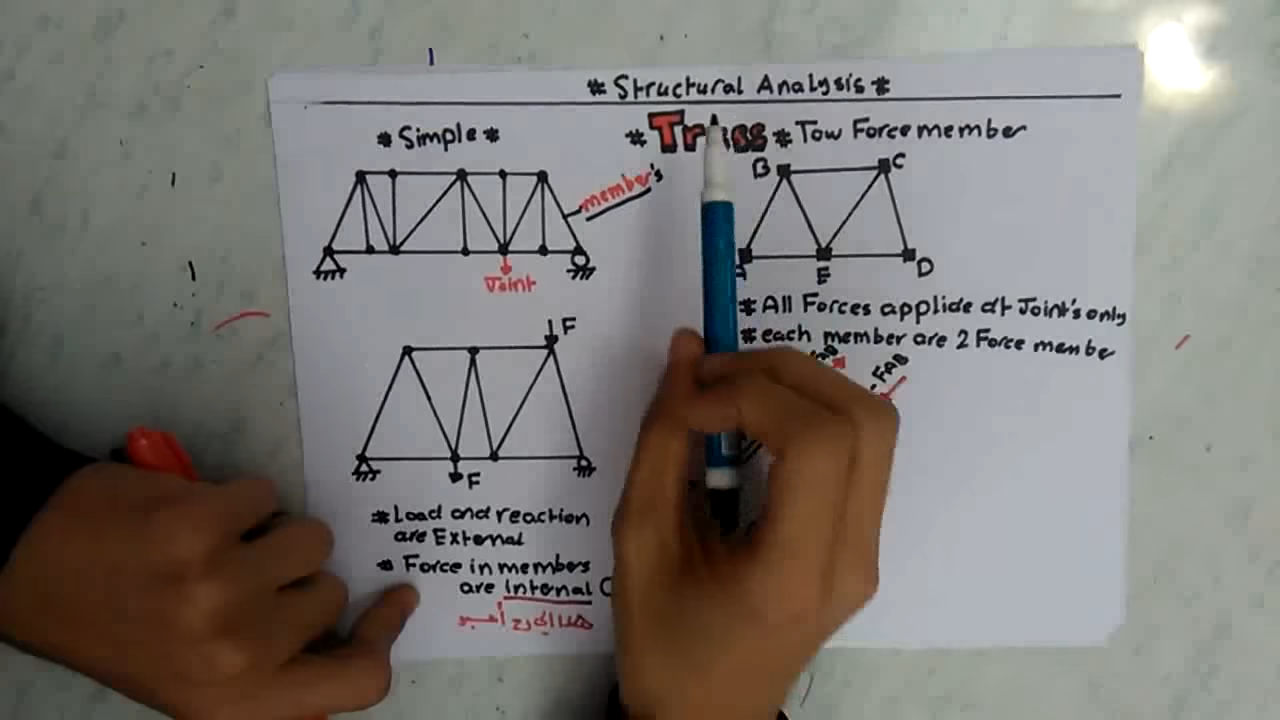 * Structural Analysis *
* Simple *
* Truss * Tow Force member
member's
Joint
B
C
E
D
* All Forces applide at Joint's only
* each member are 2 Force membe
FAB
-FAB
F
F
* Load and reaction
are External
* Force in members
are Internal